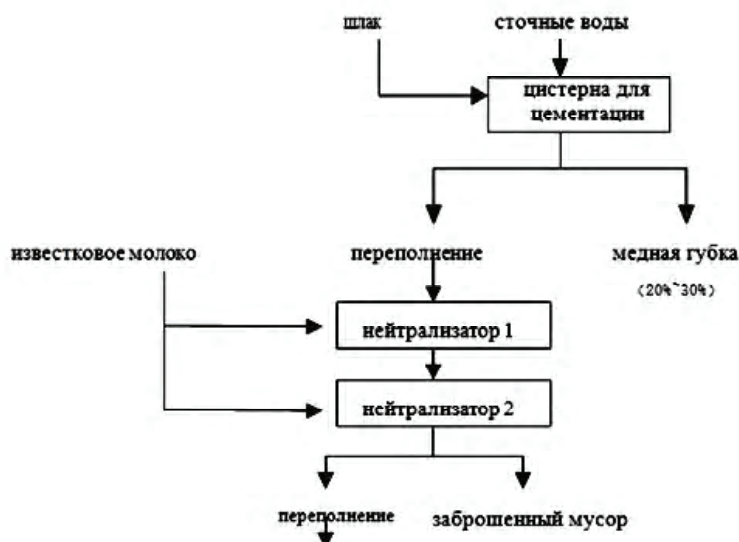 шлак сточные воды
цистерна для
цементации
известковое молоко переполнение медная губка
(20%~30%)
нейтрализатор 1
нейтрализатор 2
переполнение заброшенный мусор